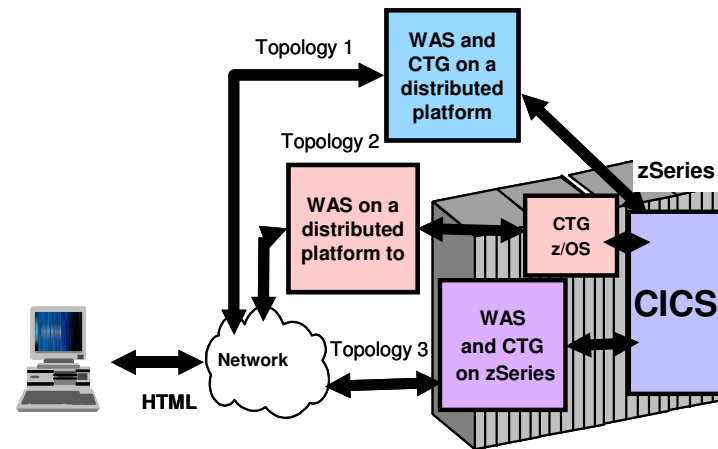 Topology 1
WAS and
CTG on a
distributed
platform
Topology 2
zSeries
WAS on a
distributed
platform to
CTG
z/OS
CICS
WAS
and CTG
on zSeries
Network
Topology 3
HTML